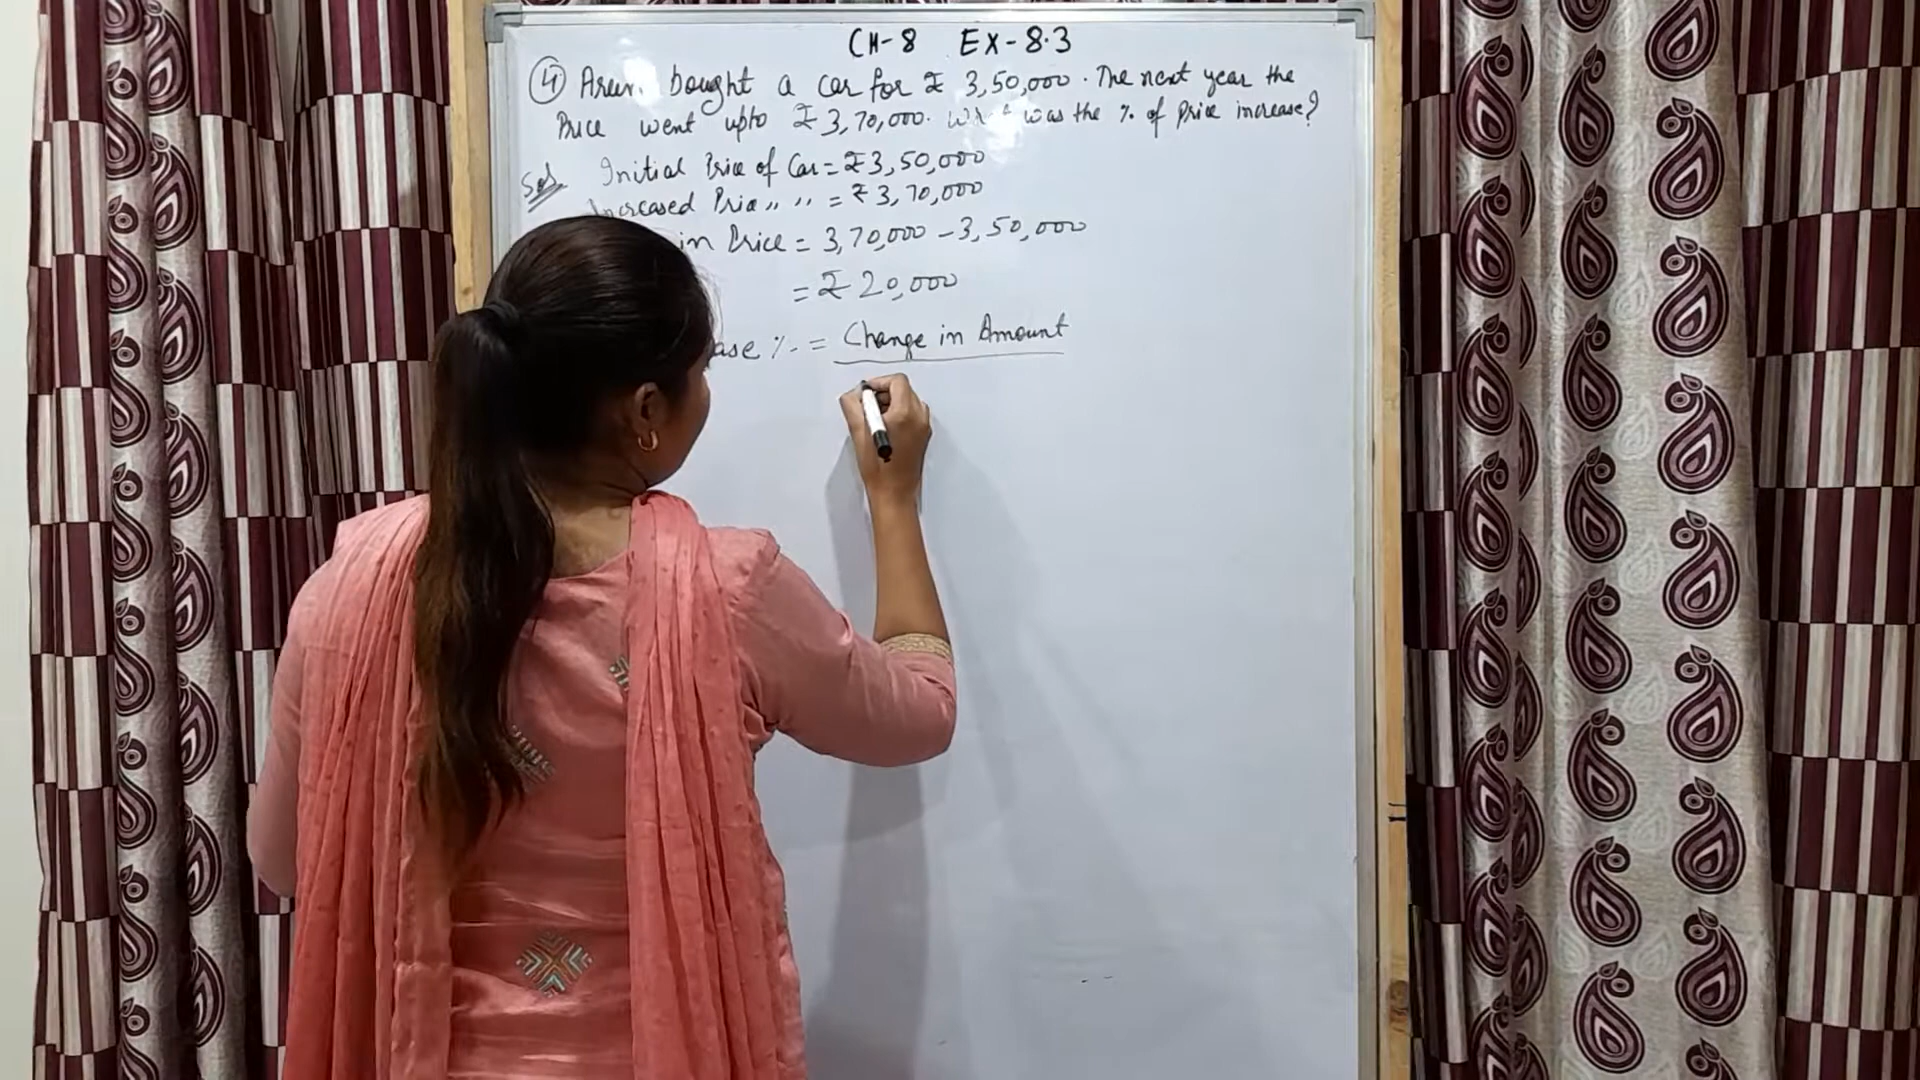 CH-8 EX-8.3
④ Arun bought a car for ₹ 3,50,000. The next year the
Price went upto ₹ 3,70,000. What was the % of Price increase?
Sol Initial Price of Car = ₹ 3,50,000
Increased Price ,, ,, = ₹ 3,70,000
in Price = 3,70,000 - 3,50,000
= ₹ 20,000
ase % = Change in Amount